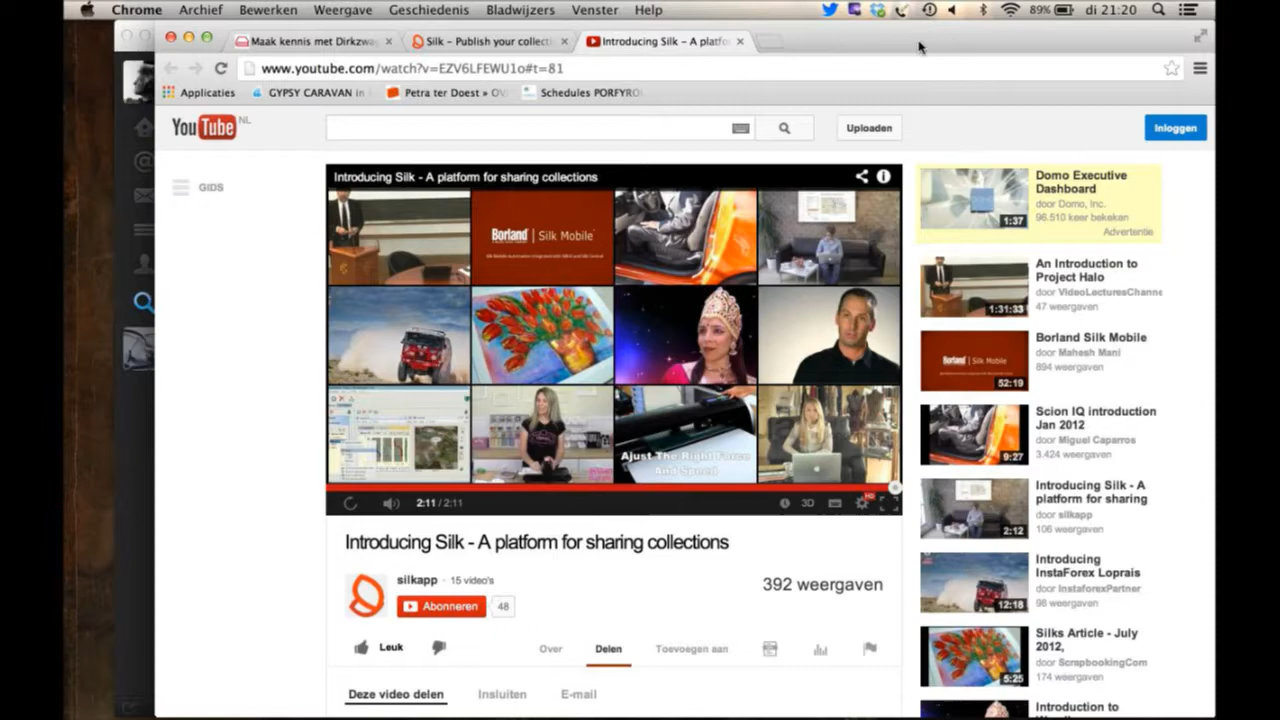 Chrome Archief Bewerken Weergave Geschiedenis Bladwijzers Venster Help 89% di 21:20
Maak kennis met Dirkzwag
Silk – Publish your collecti
Introducing Silk – A platfo
www.youtube.com/watch?v=EZV6LFEWU1o#t=81
Applicaties GYPSY CARAVAN in Petra ter Doest » OV Schedules PORFYRO
YouTube NL
Uploaden
Inloggen
GIDS
Introducing Silk - A platform for sharing collections
Borland | Silk Mobile
Ajust The Right Force
And Speed
2:11 / 2:11
3D
HD
Introducing Silk - A platform for sharing collections
silkapp · 15 video's
Abonneren 48
392 weergaven
Leuk
Over Delen Toevoegen aan
Deze video delen Insluiten E-mail
1:37
Domo Executive
Dashboard
door Domo, Inc.
96.510 keer bekeken
Advertentie
1:31:33
An Introduction to
Project Halo
door VideoLecturesChanne
47 weergaven
Borland | Silk Mobile
52:19
Borland Silk Mobile
door Mahesh Mani
894 weergaven
9:27
Scion IQ introduction
Jan 2012
door Miguel Caparros
3.424 weergaven
2:12
Introducing Silk - A
platform for sharing
door silkapp
106 weergaven
12:18
Introducing
InstaForex Loprais
door InstaforexPartner
98 weergaven
5:25
Silks Article - July
2012,
door ScrapbookingCom
174 weergaven
Introduction to